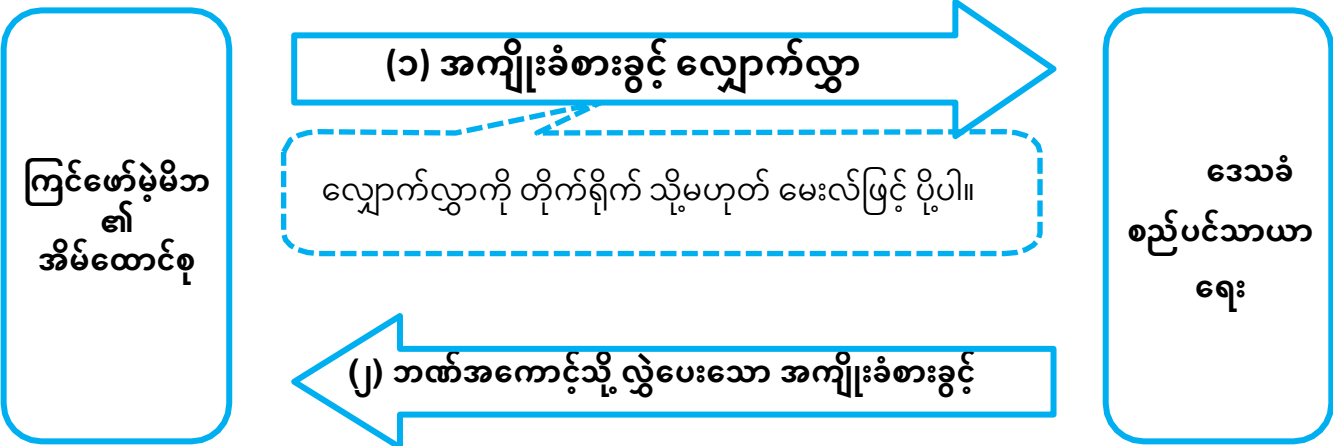 (၁) အကျိုးခံစားခွင့် လျှောက်လွှာ
ကြင်ဖော်မဲ့မိဘ
၏
အိမ်ထောင်စု
လျှောက်လွှာကို တိုက်ရိုက် သို့မဟုတ် မေးလ်ဖြင့် ပို့ပါ။
ဒေသခံ
စည်ပင်သာယာ
ရေး
(၂) ဘဏ်အကောင့်သို့ လွှဲပေးသော အကျိုးခံစားခွင့်